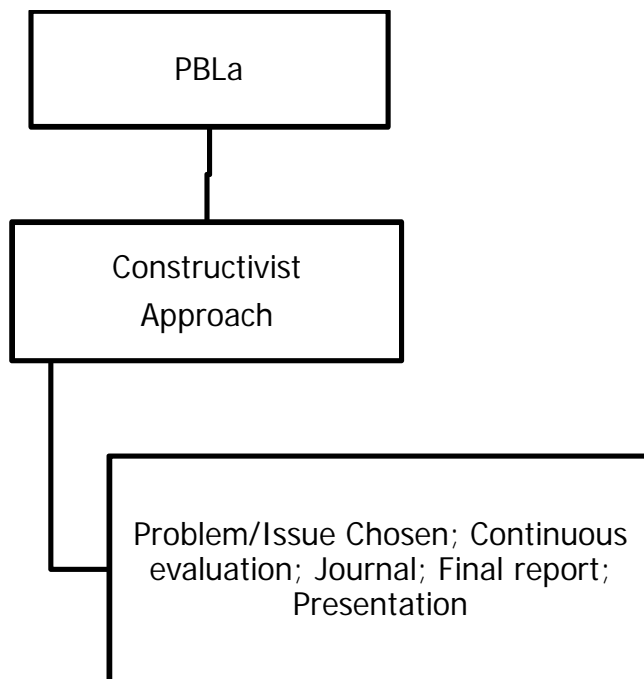 PBLa
Constructivist
Approach
Problem/Issue Chosen; Continuous
evaluation; Journal; Final report;
Presentation